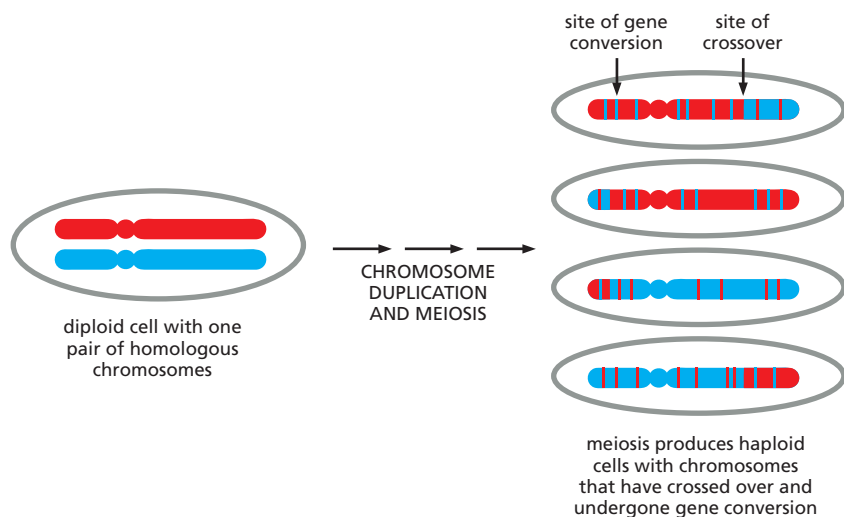 site of gene
conversion
site of
crossover
diploid cell with one
pair of homologous
chromosomes
CHROMOSOME
DUPLICATION
AND MEIOSIS
meiosis produces haploid
cells with chromosomes
that have crossed over and
undergone gene conversion